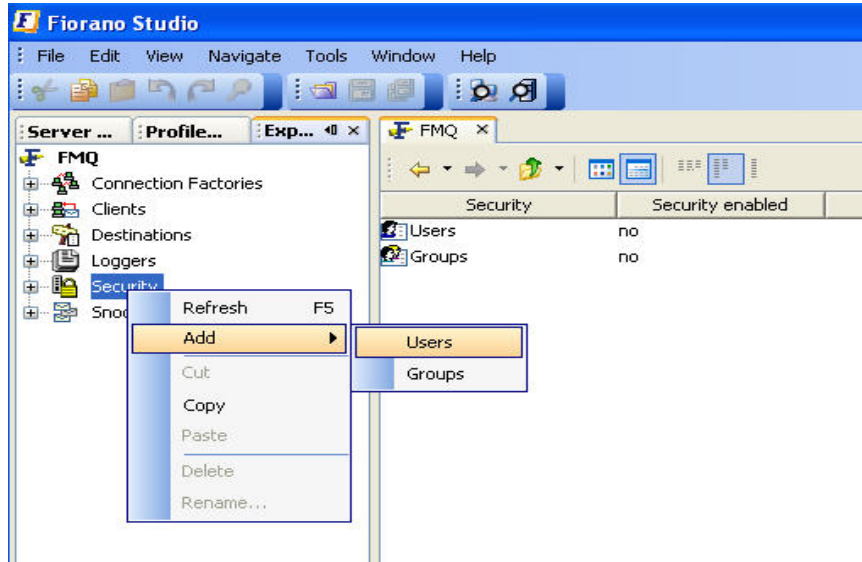 Fiorano Studio
File Edit View Navigate Tools Window Help
Server ... Profile... Exp...
FMQ
FMQ
Connection Factories
Clients
Destinations
Loggers
Security
Security Security enabled
Users no
Groups no
Refresh F5
Add
Cut
Copy
Paste
Delete
Rename...
Users
Groups